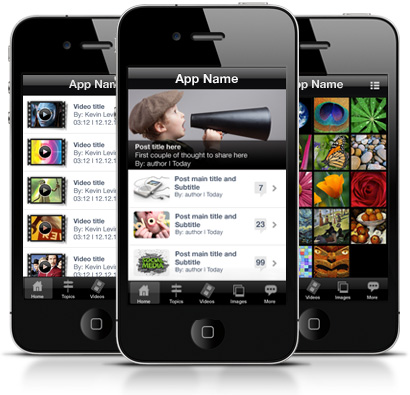 App Name
Video title
By: Kevin Levi
03:12 | 12.12.1
Video title
By: Kevin Levi
03:12 | 12.12.
Video title
By: Kevin Levi
03:12 | 12.12.
Video title
By: Kevin Levi
03:12 | 12.12.
Video title
By: Kevin Levi
03:12 | 12.12.
Home
Topics
Videos
App Name
Post title here
First couple of thought to share here
By: author | Today
Post main title and
Subtitle
By: author | Today
7
Post main title and
Subtitle
By: author | Today
23
SOCIAL
MEDIA
Post main title and
Subtitle
By: author | Today
99
Home
Topics
Videos
Images
More
App Name
Videos
Images
More